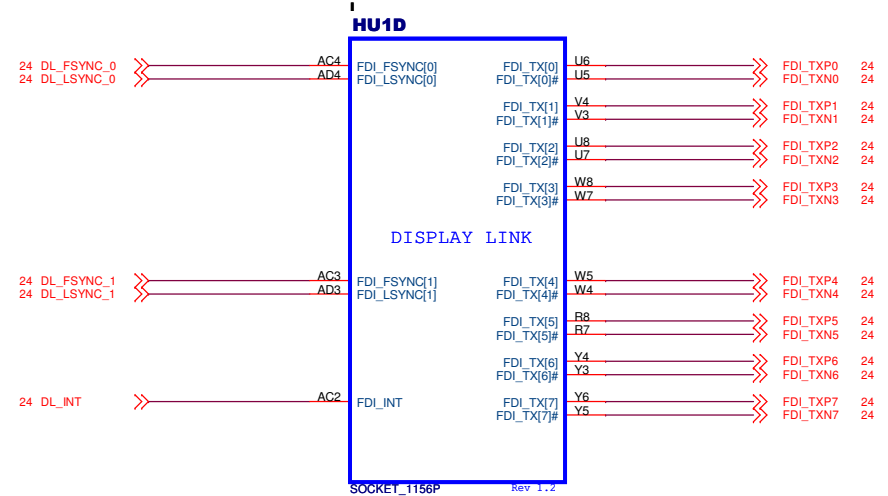 HU1D
24 DL_FSYNC_0 AC4 FDI_FSYNC[0] FDI_TX[0] U6 FDI_TXP0 24
24 DL_LSYNC_0 AD4 FDI_LSYNC[0] FDI_TX[0]# U5 FDI_TXN0 24
FDI_TX[1] V4 FDI_TXP1 24
FDI_TX[1]# V3 FDI_TXN1 24
FDI_TX[2] U8 FDI_TXP2 24
FDI_TX[2]# U7 FDI_TXN2 24
FDI_TX[3] W8 FDI_TXP3 24
FDI_TX[3]# W7 FDI_TXN3 24
DISPLAY LINK
24 DL_FSYNC_1 AC3 FDI_FSYNC[1] FDI_TX[4] W5 FDI_TXP4 24
24 DL_LSYNC_1 AD3 FDI_LSYNC[1] FDI_TX[4]# W4 FDI_TXN4 24
FDI_TX[5] R8 FDI_TXP5 24
FDI_TX[5]# R7 FDI_TXN5 24
FDI_TX[6] Y4 FDI_TXP6 24
FDI_TX[6]# Y3 FDI_TXN6 24
24 DL_INT AC2 FDI_INT FDI_TX[7] Y6 FDI_TXP7 24
FDI_TX[7]# Y5 FDI_TXN7 24
SOCKET_1156P Rev 1.2